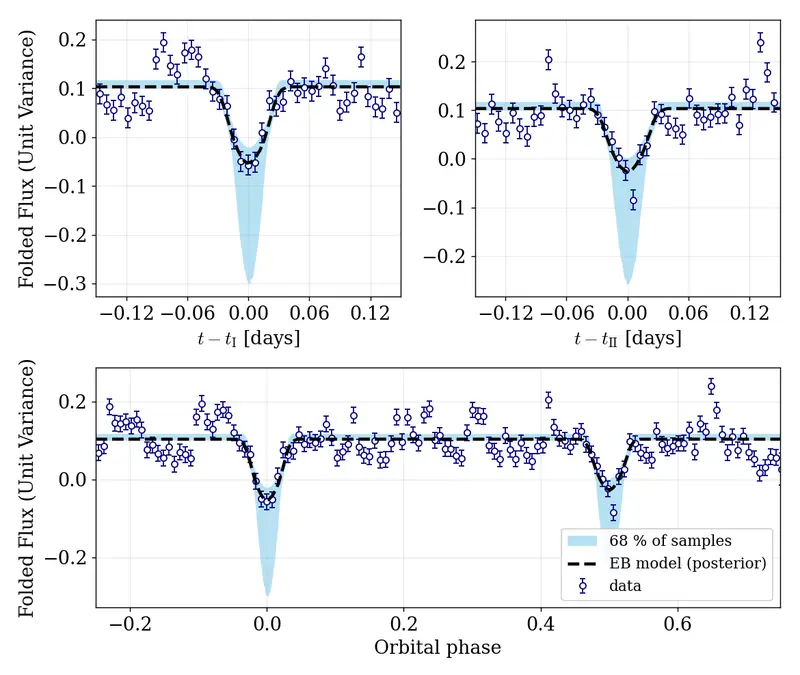 Folded Flux (Unit Variance)
0.2
0.1
0.0
−0.1
−0.2
−0.3
−0.12 −0.06 0.00 0.06 0.12
t − t_I [days]
0.2
0.1
0.0
−0.1
−0.2
−0.12 −0.06 0.00 0.06 0.12
t − t_II [days]
Folded Flux (Unit Variance)
0.2
0.0
−0.2
68 % of samples
EB model (posterior)
data
−0.2 0.0 0.2 0.4 0.6
Orbital phase